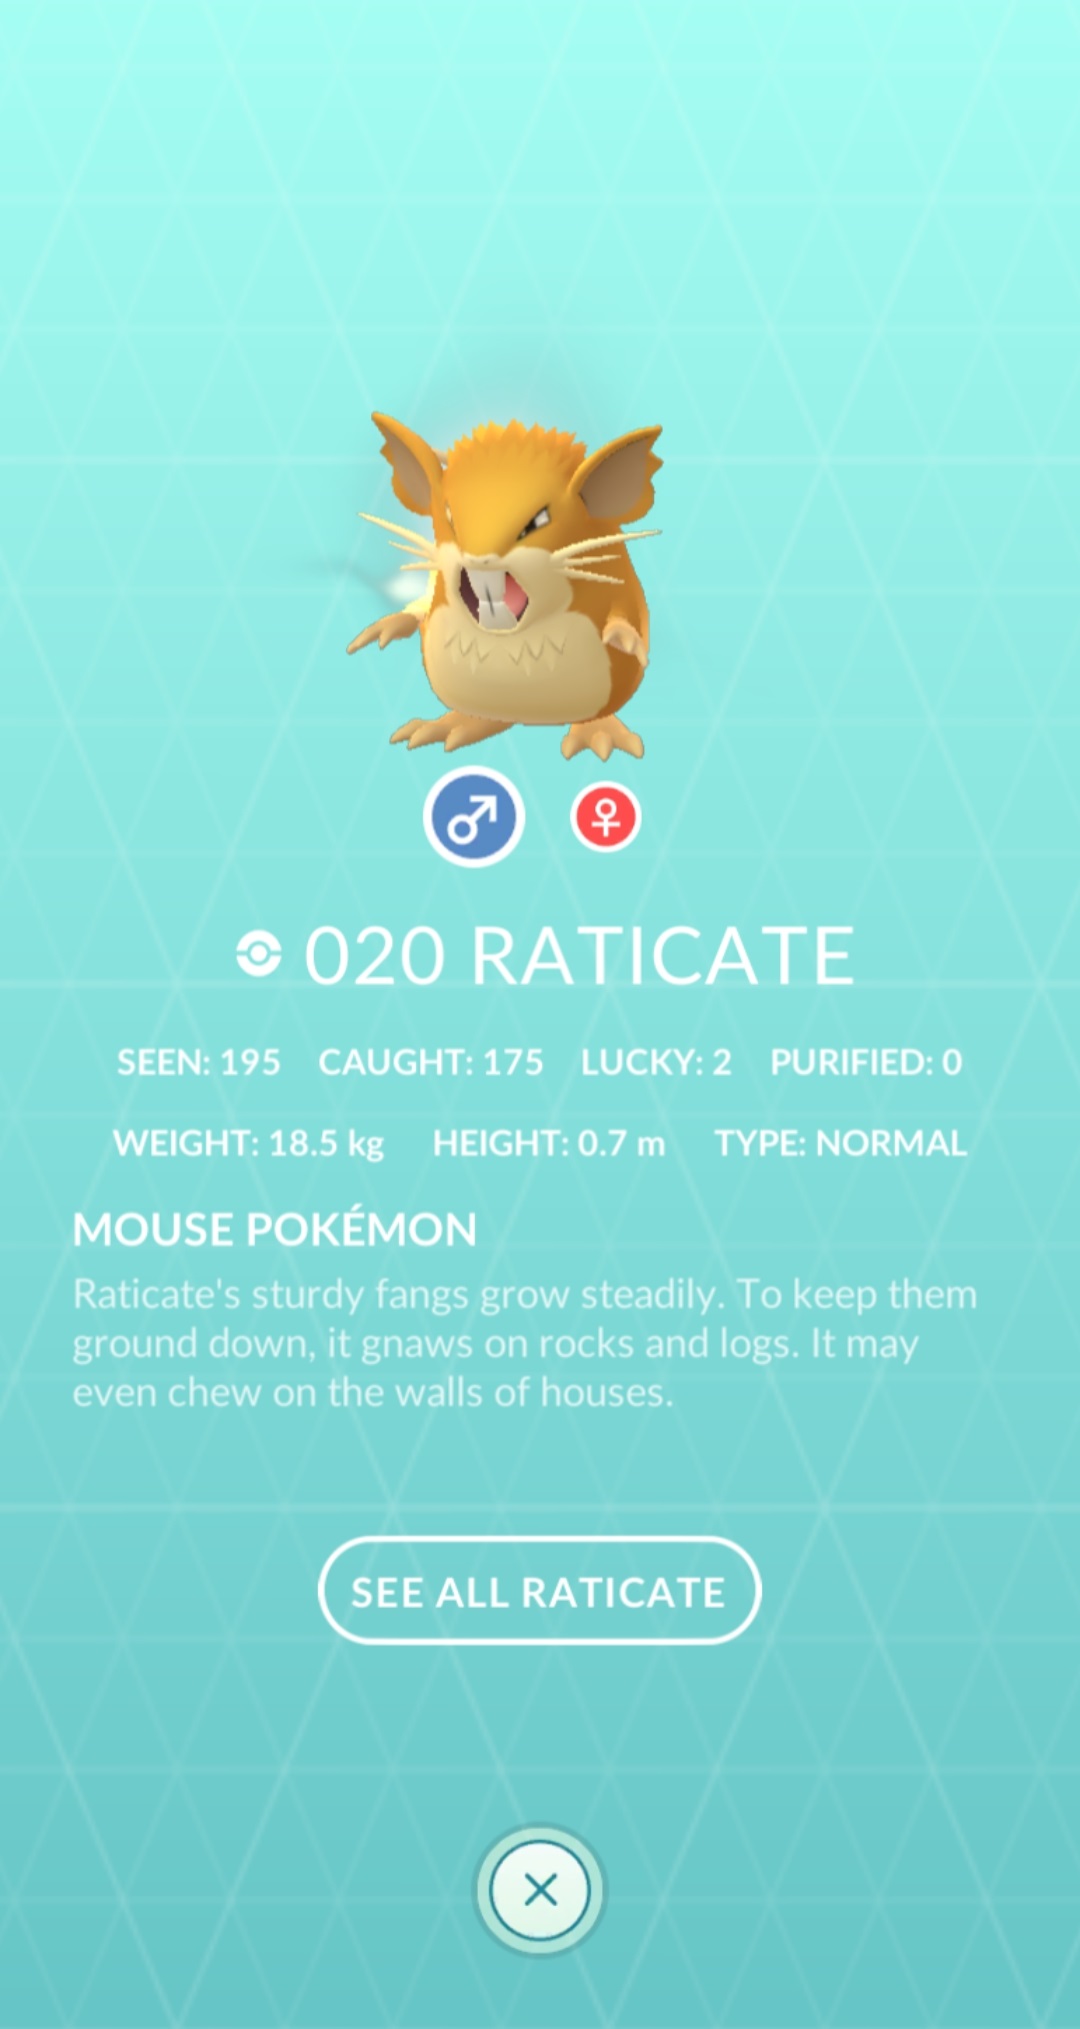 020 RATICATE
SEEN: 195 CAUGHT: 175 LUCKY: 2 PURIFIED: 0
WEIGHT: 18.5 kg HEIGHT: 0.7 m TYPE: NORMAL
MOUSE POKÉMON
Raticate's sturdy fangs grow steadily. To keep them
ground down, it gnaws on rocks and logs. It may
even chew on the walls of houses.
SEE ALL RATICATE